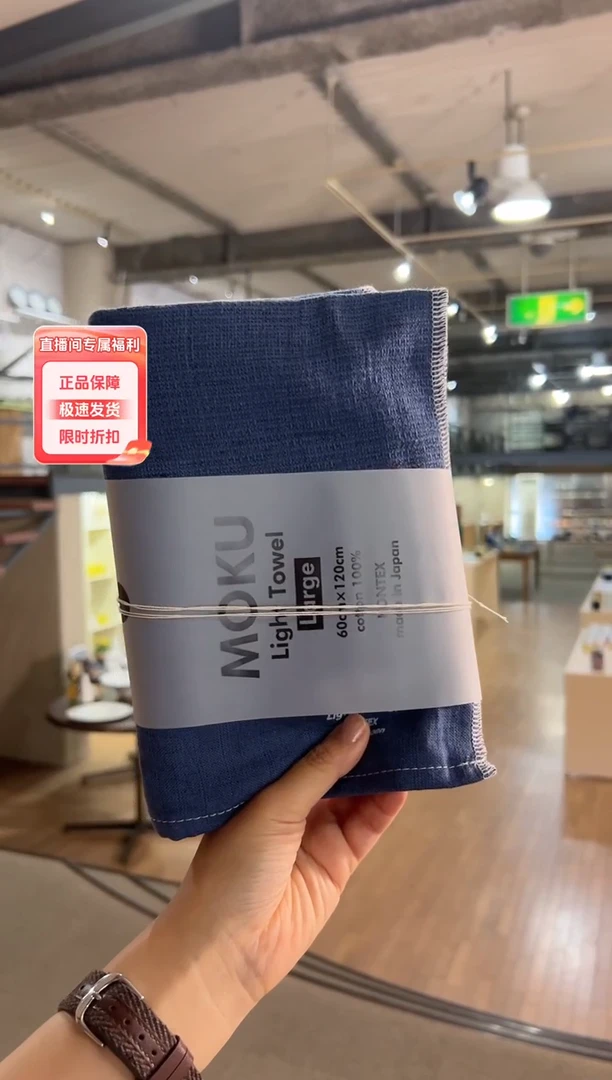 直播间专属福利
正品保障
极速发货
限时折扣
MOKU
Light Towel
Large
60cm×120cm
cotton 100%
KONTEX
made in Japan